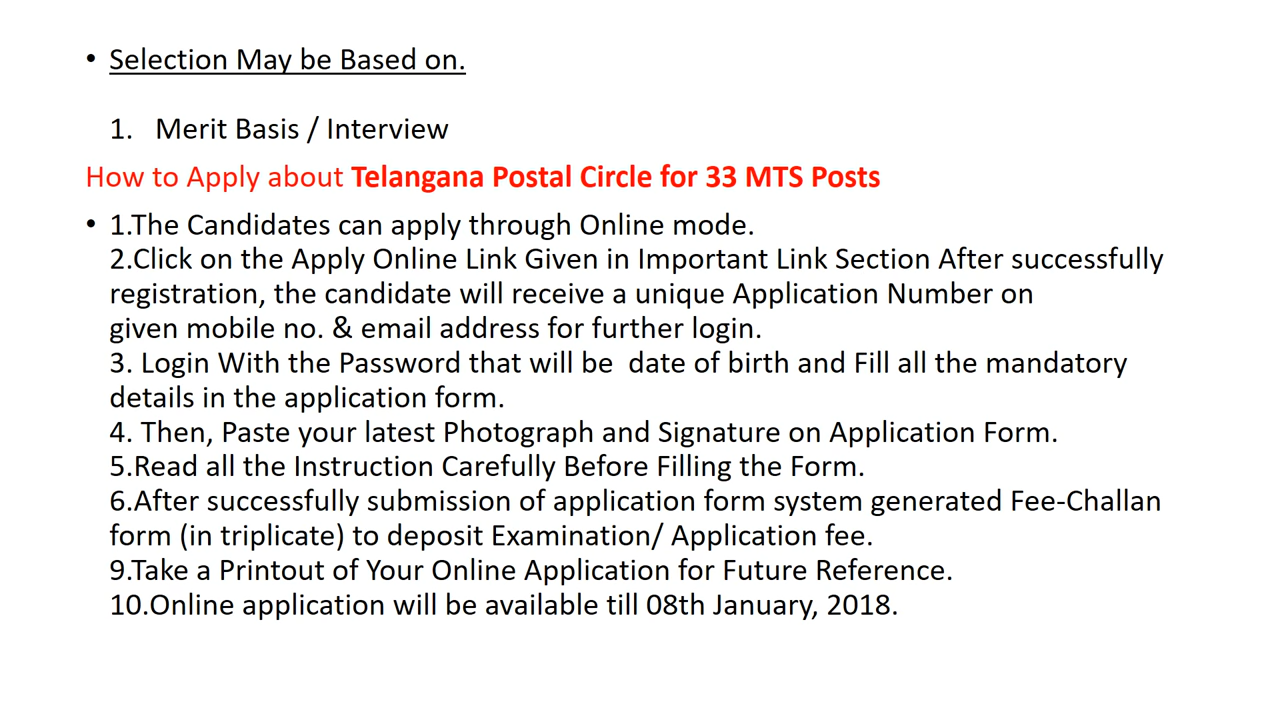 • Selection May be Based on.
1. Merit Basis / Interview
How to Apply about Telangana Postal Circle for 33 MTS Posts
• 1.The Candidates can apply through Online mode.
2.Click on the Apply Online Link Given in Important Link Section After successfully
registration, the candidate will receive a unique Application Number on
given mobile no. & email address for further login.
3. Login With the Password that will be  date of birth and Fill all the mandatory
details in the application form.
4. Then, Paste your latest Photograph and Signature on Application Form.
5.Read all the Instruction Carefully Before Filling the Form.
6.After successfully submission of application form system generated Fee-Challan
form (in triplicate) to deposit Examination/ Application fee.
9.Take a Printout of Your Online Application for Future Reference.
10.Online application will be available till 08th January, 2018.